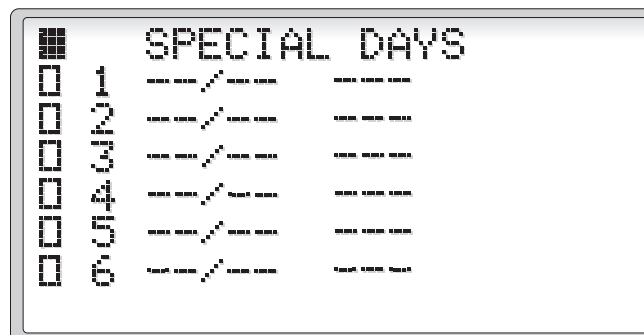 ■ SPECIAL DAYS
▯ 1 --/-- ---
▯ 2 --/-- ---
▯ 3 --/-- ---
▯ 4 --/-- ---
▯ 5 --/-- ---
▯ 6 --/-- ---